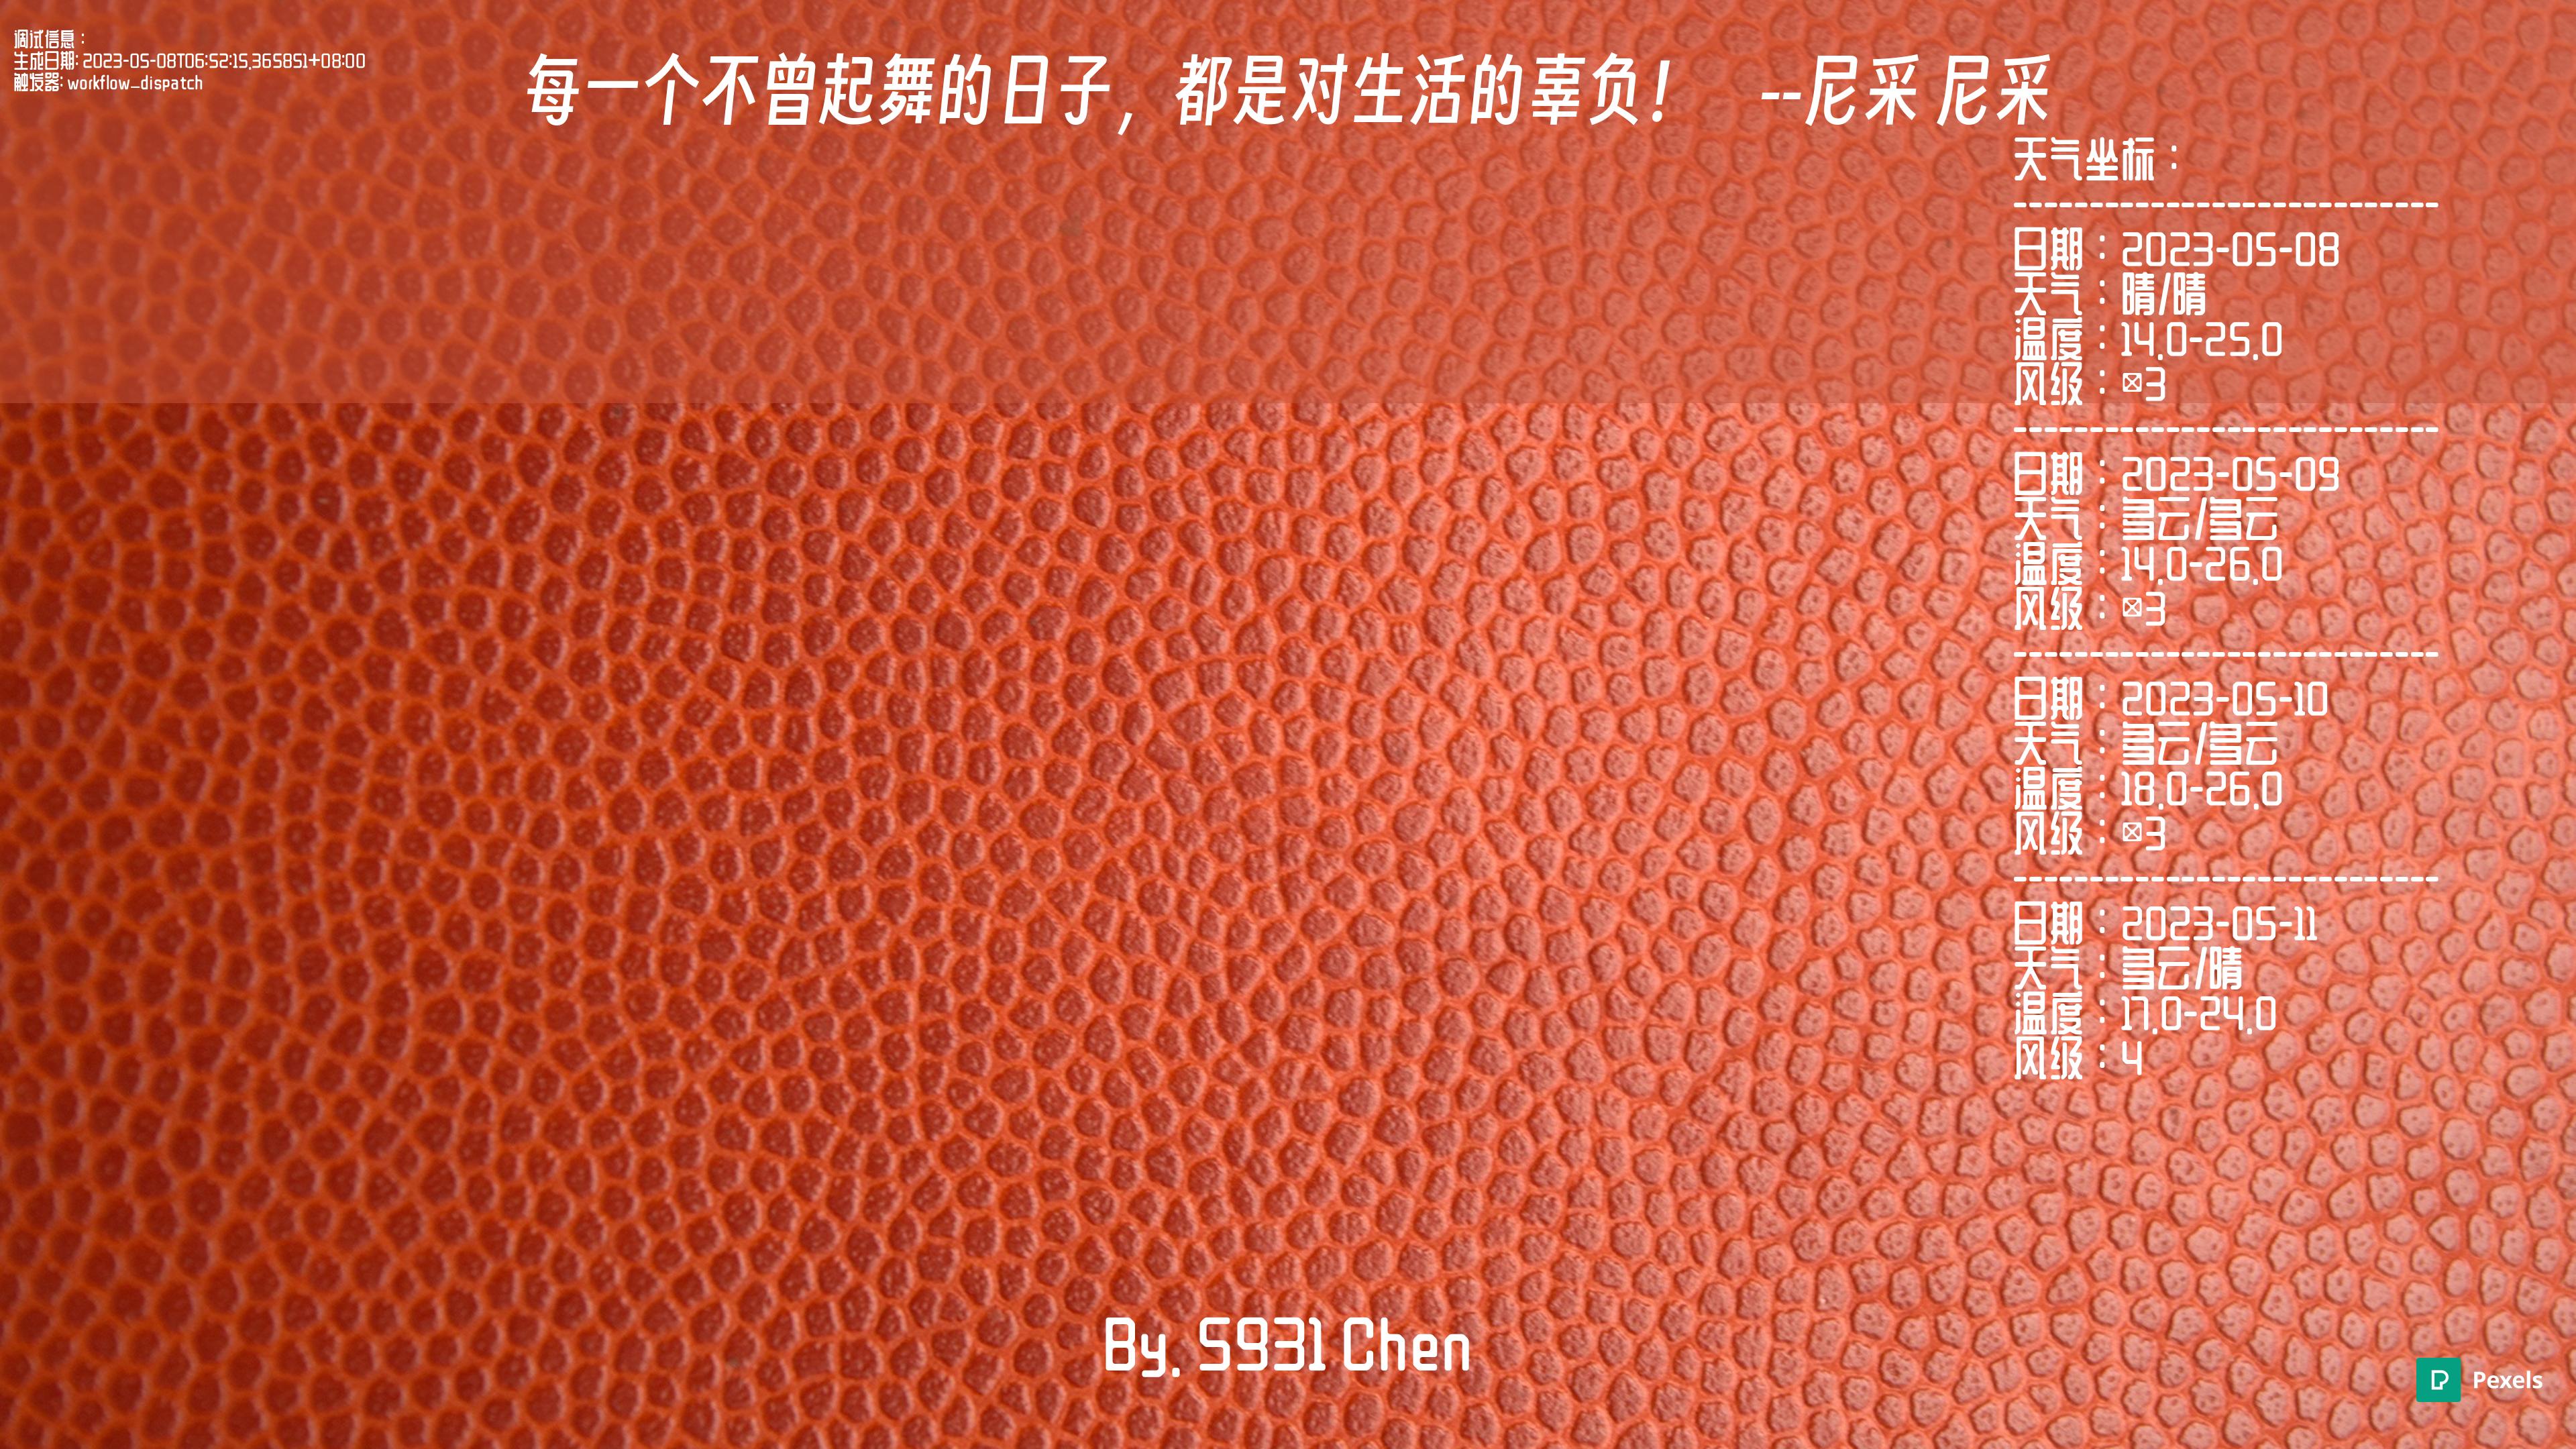 调试信息：
生成日期: 2023-05-08T06:52:15.365851+08:00
触发器: workflow_dispatch
每一个不曾起舞的日子，都是对生活的辜负！ --尼采 尼采
天气坐标：
----------------------------
日期：2023-05-08
天气：晴/晴
温度：14.0-25.0
风级：☒3
----------------------------
日期：2023-05-09
天气：多云/多云
温度：14.0-26.0
风级：☒3
----------------------------
日期：2023-05-10
天气：多云/多云
温度：18.0-26.0
风级：☒3
----------------------------
日期：2023-05-11
天气：多云/晴
温度：17.0-24.0
风级：4
By. S931 Chen
Pexels